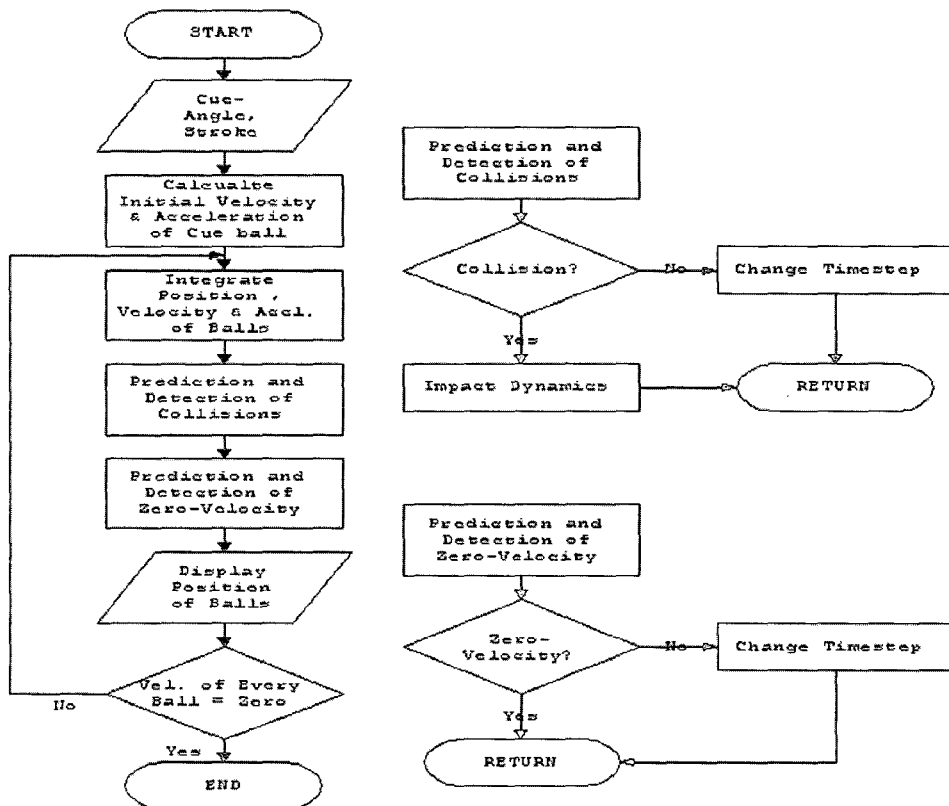 START
Cue-
Angle,
Stroke
Calcualte
Initial Velocity
& Acceleration
of Cue ball
Integrate
Position ,
Velocity & Accl.
of Balls
Prediction and
Detection of
Collisions
Prediction and
Detection of
Zero-Velocity
Display
Position
of Balls
Vel. of Every
Ball = Zero
No
Yes
END
Prediction and
Detection of
Collisions
Collision?
No
Change Timestep
Yes
Impact Dynamics
RETURN
Prediction and
Detection of
Zero-Velocity
Zero-
Velocity?
No
Change Timestep
Yes
RETURN